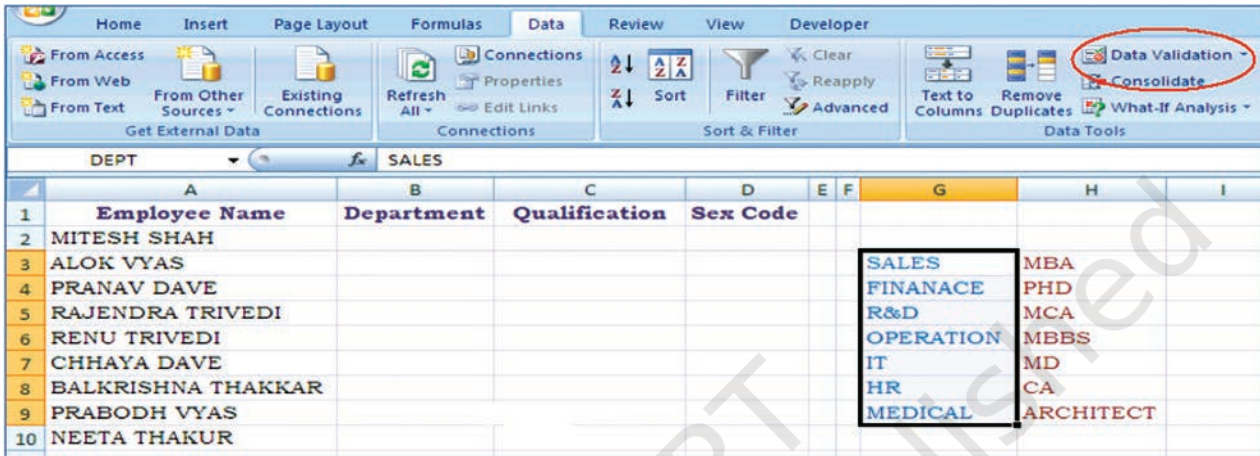 Home Insert Page Layout Formulas Data Review View Developer
From Access
From Web
From Text
From Other Sources
Existing Connections
Get External Data
Refresh All
Connections
Properties
Edit Links
Connections
Sort
Filter
Clear
Reapply
Advanced
Sort & Filter
Text to Columns
Remove Duplicates
Data Validation
Consolidate
What-If Analysis
Data Tools
DEPT fx SALES
A B C D E F G H I
1 Employee Name Department Qualification Sex Code
2 MITESH SHAH
3 ALOK VYAS SALES MBA
4 PRANAV DAVE FINANACE PHD
5 RAJENDRA TRIVEDI R&D MCA
6 RENU TRIVEDI OPERATION MBBS
7 CHHAYA DAVE IT MD
8 BALKRISHNA THAKKAR HR CA
9 PRABODH VYAS MEDICAL ARCHITECT
10 NEETA THAKUR